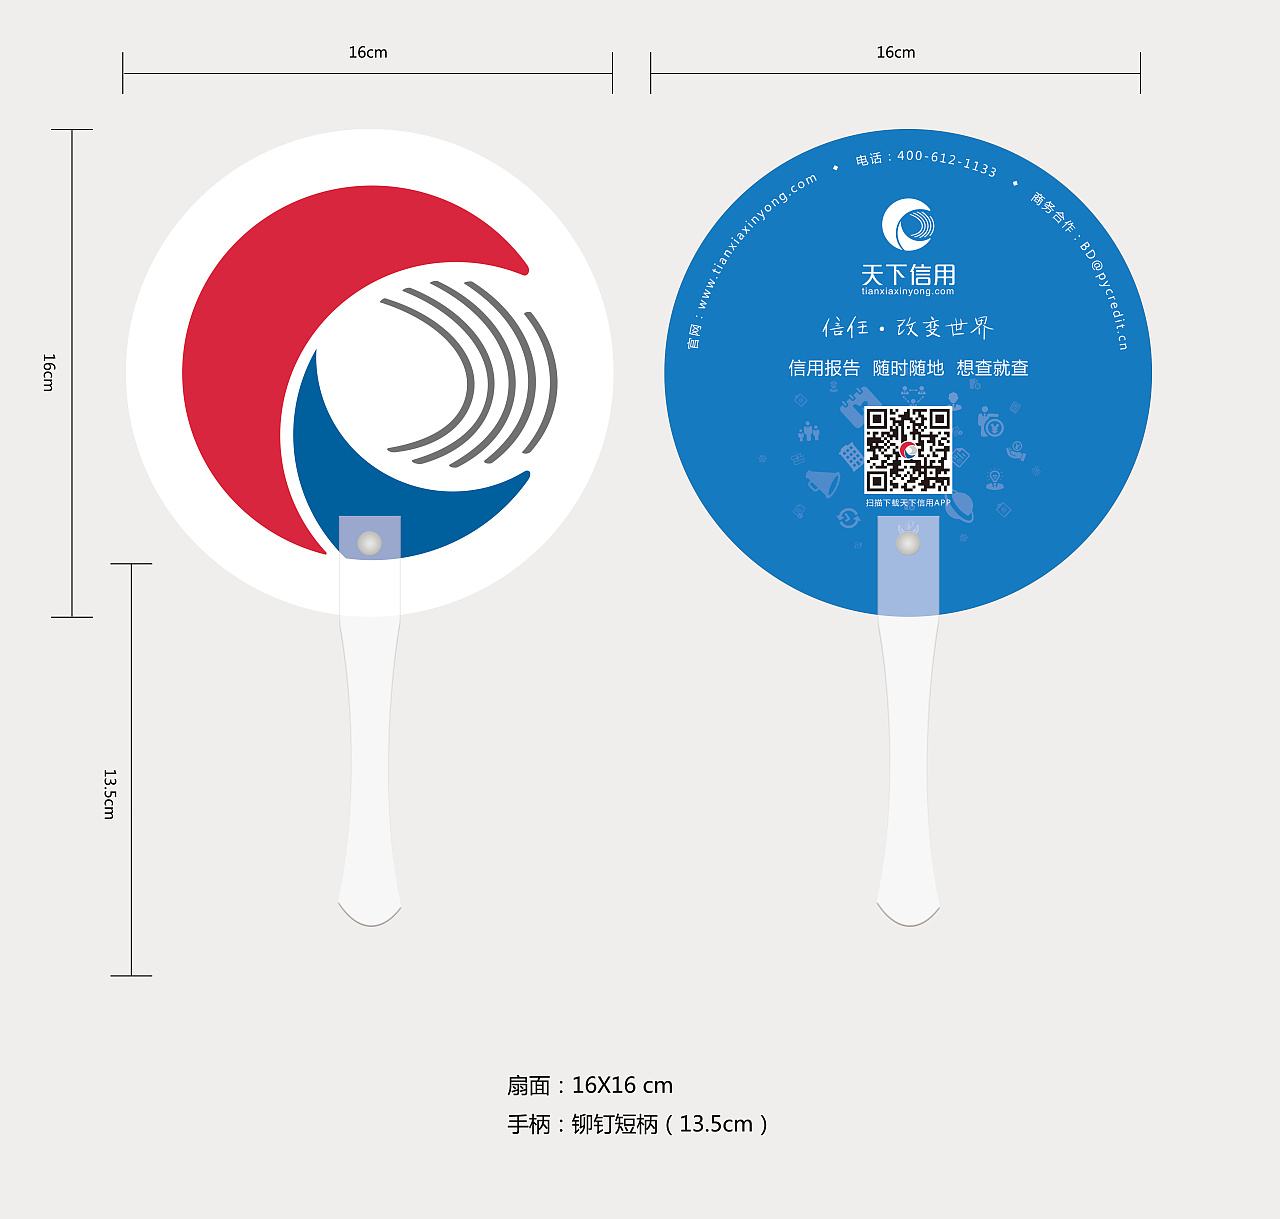 16cm
16cm
16cm
13.5cm
官网：www.tianxiaxinyong.com
电话：400-612-1133
商务合作：BD@pycredit.cn
天下信用
tianxiaxinyong.com
信任·改变世界
信用报告 随时随地 想查就查
扫描下载天下信用APP
扇面：16X16 cm
手柄：铆钉短柄（13.5cm）